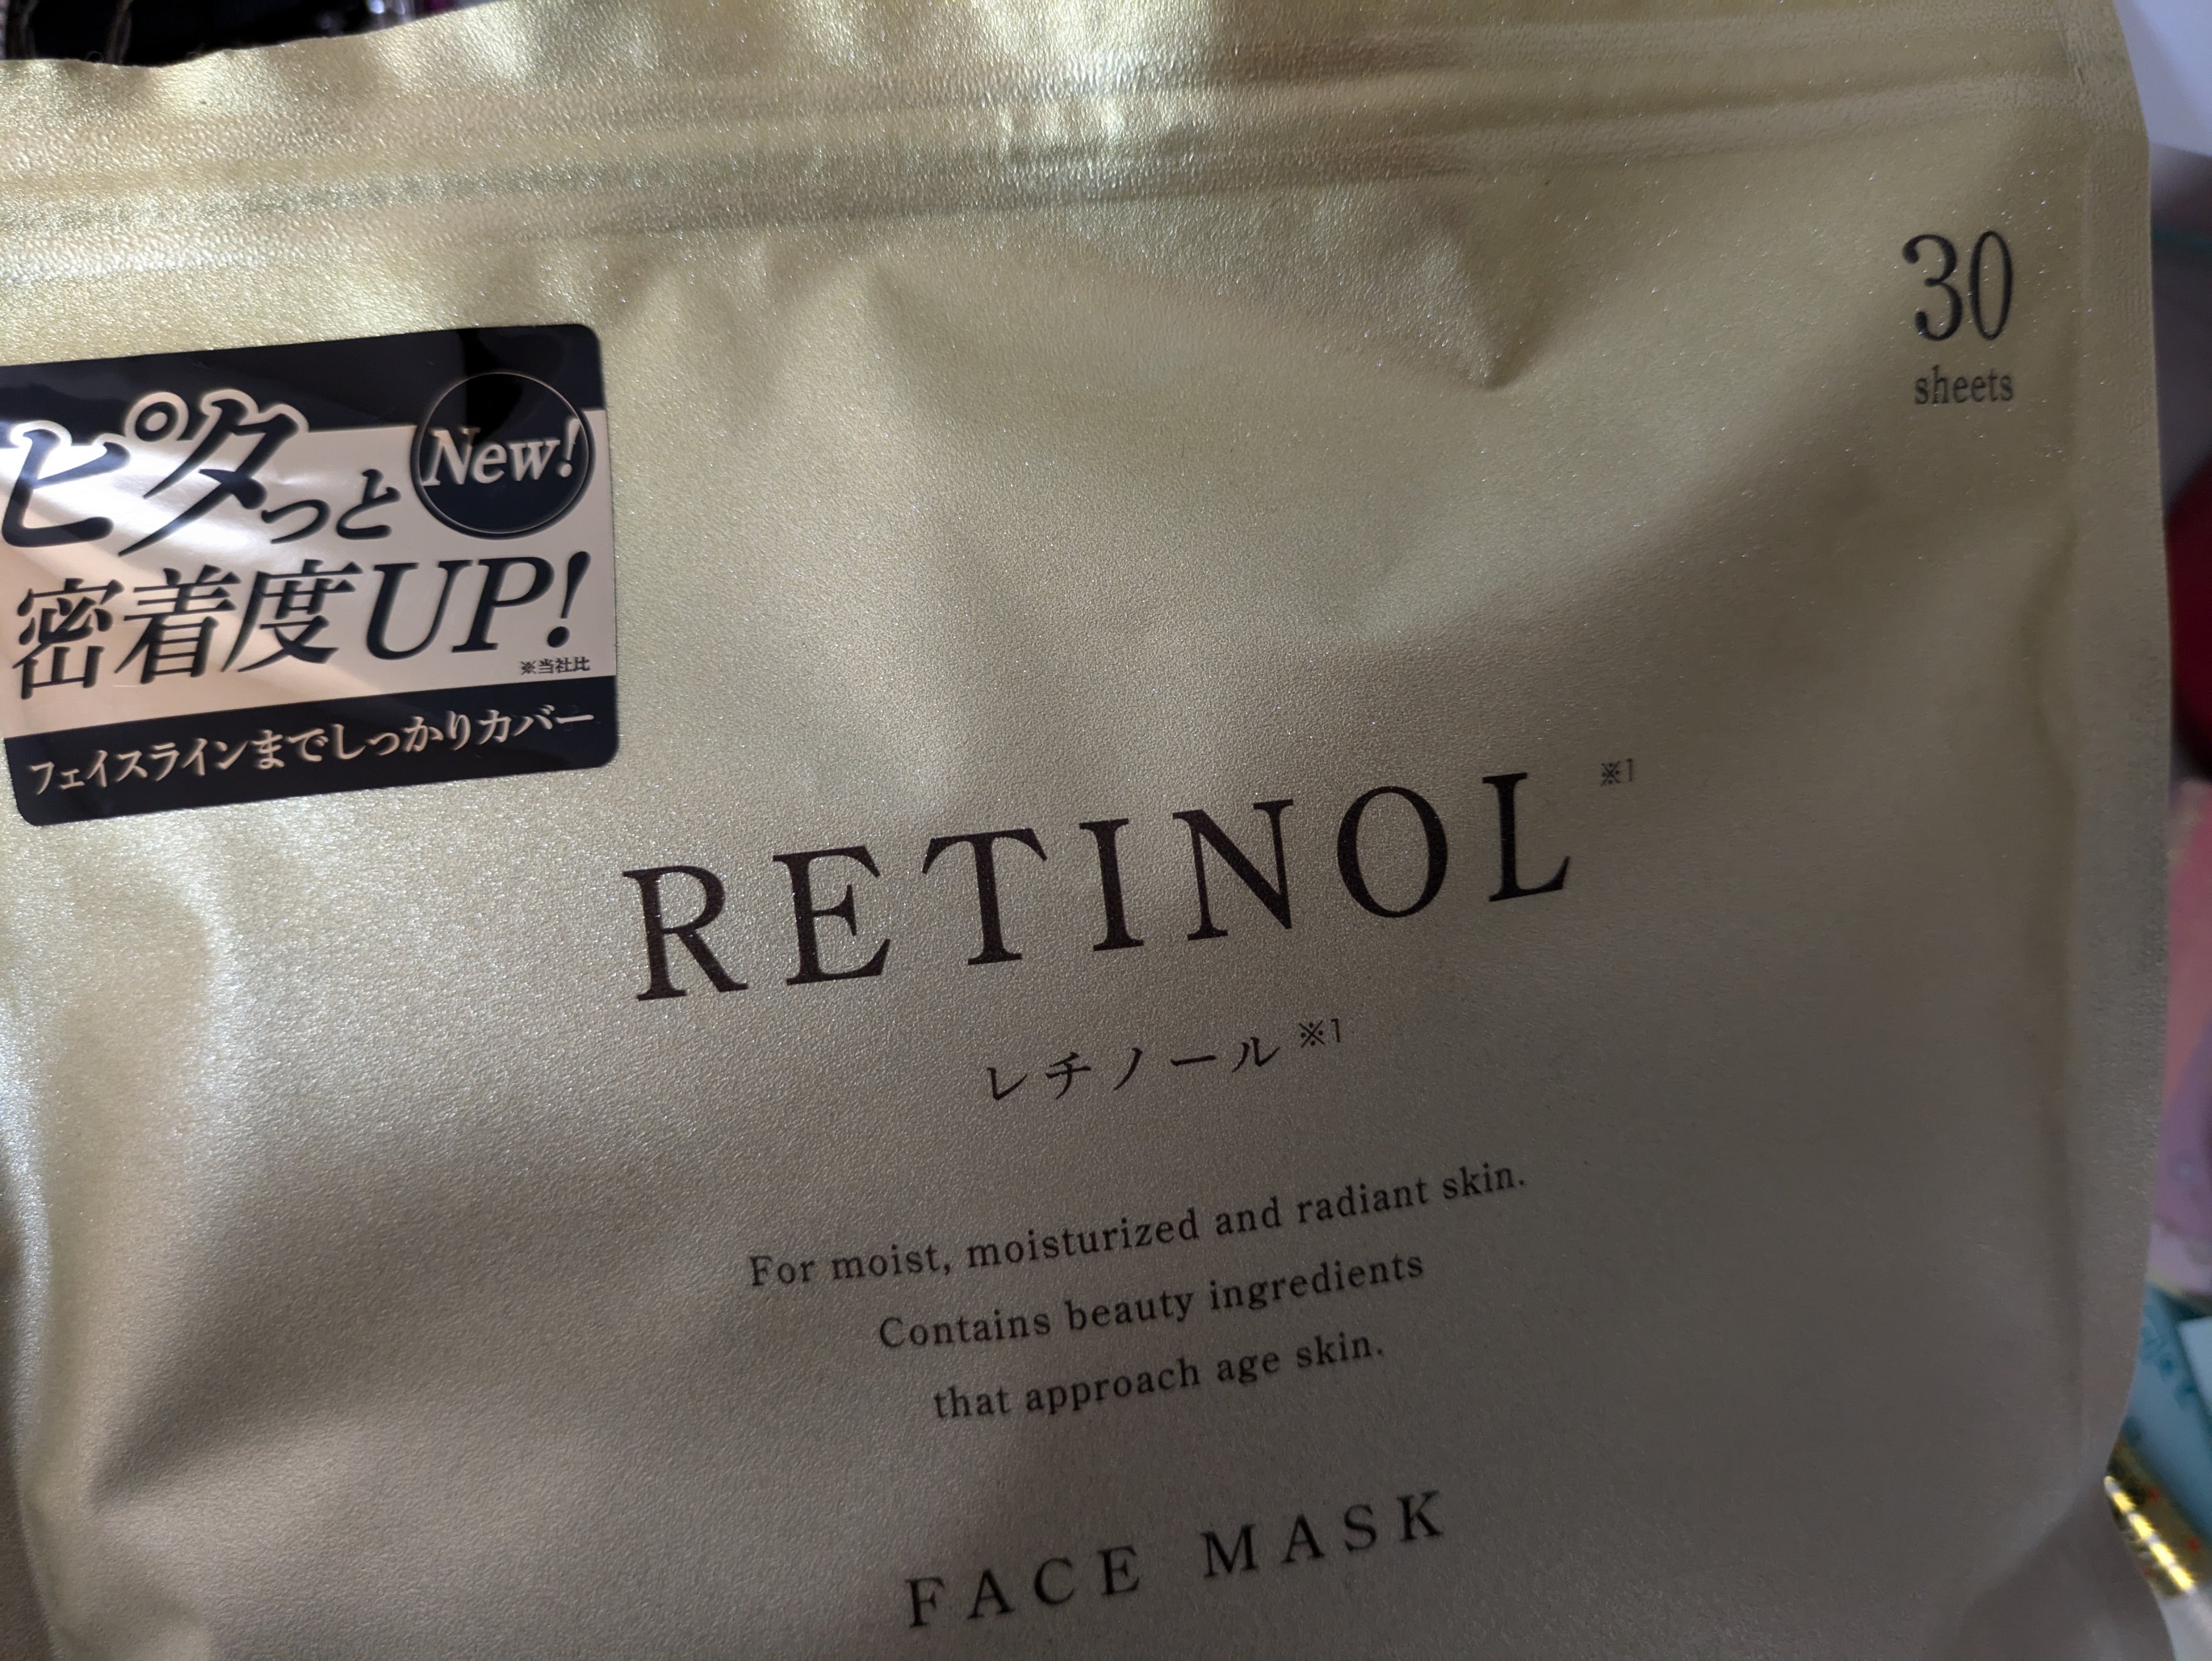 30
sheets
ピタっと
New!
密着度UP!
※当社比
フェイスラインまでしっかりカバー
RETINOL ※1
レチノール ※1
For moist, moisturized and radiant skin.
Contains beauty ingredients
that approach age skin.
FACE MASK